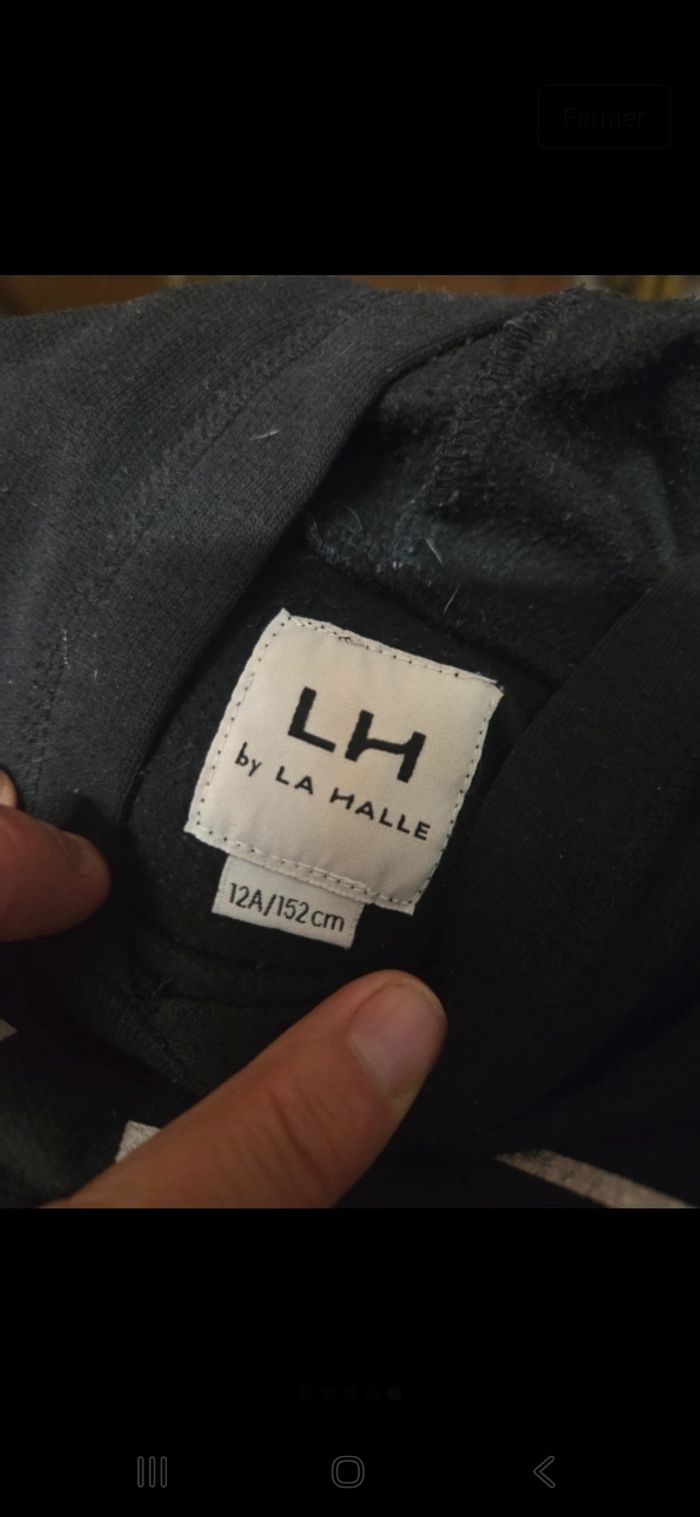 Fermer
LH
by LA HALLE
12A/152cm